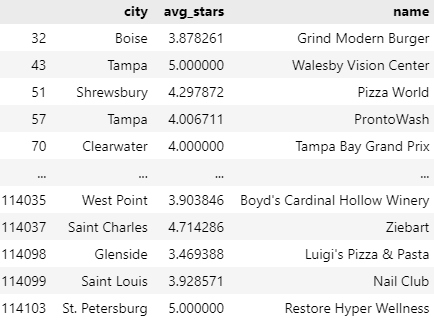 city avg_stars name
32 Boise 3.878261 Grind Modern Burger
43 Tampa 5.000000 Walesby Vision Center
51 Shrewsbury 4.297872 Pizza World
57 Tampa 4.006711 ProntoWash
70 Clearwater 4.000000 Tampa Bay Grand Prix
... ... ... ...
114035 West Point 3.903846 Boyd's Cardinal Hollow Winery
114037 Saint Charles 4.714286 Ziebart
114098 Glenside 3.469388 Luigi's Pizza & Pasta
114099 Saint Louis 3.928571 Nail Club
114103 St. Petersburg 5.000000 Restore Hyper Wellness